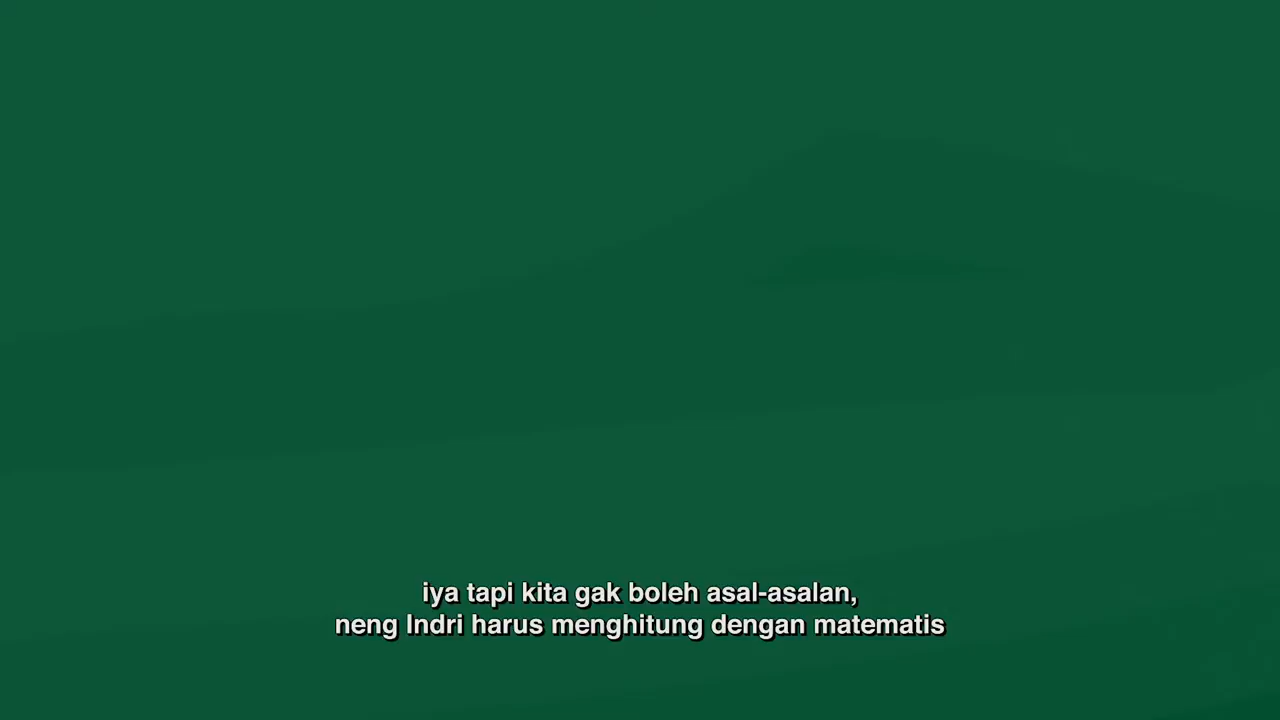 iya tapi kita gak boleh asal-asalan,
neng Indri harus menghitung dengan matematis